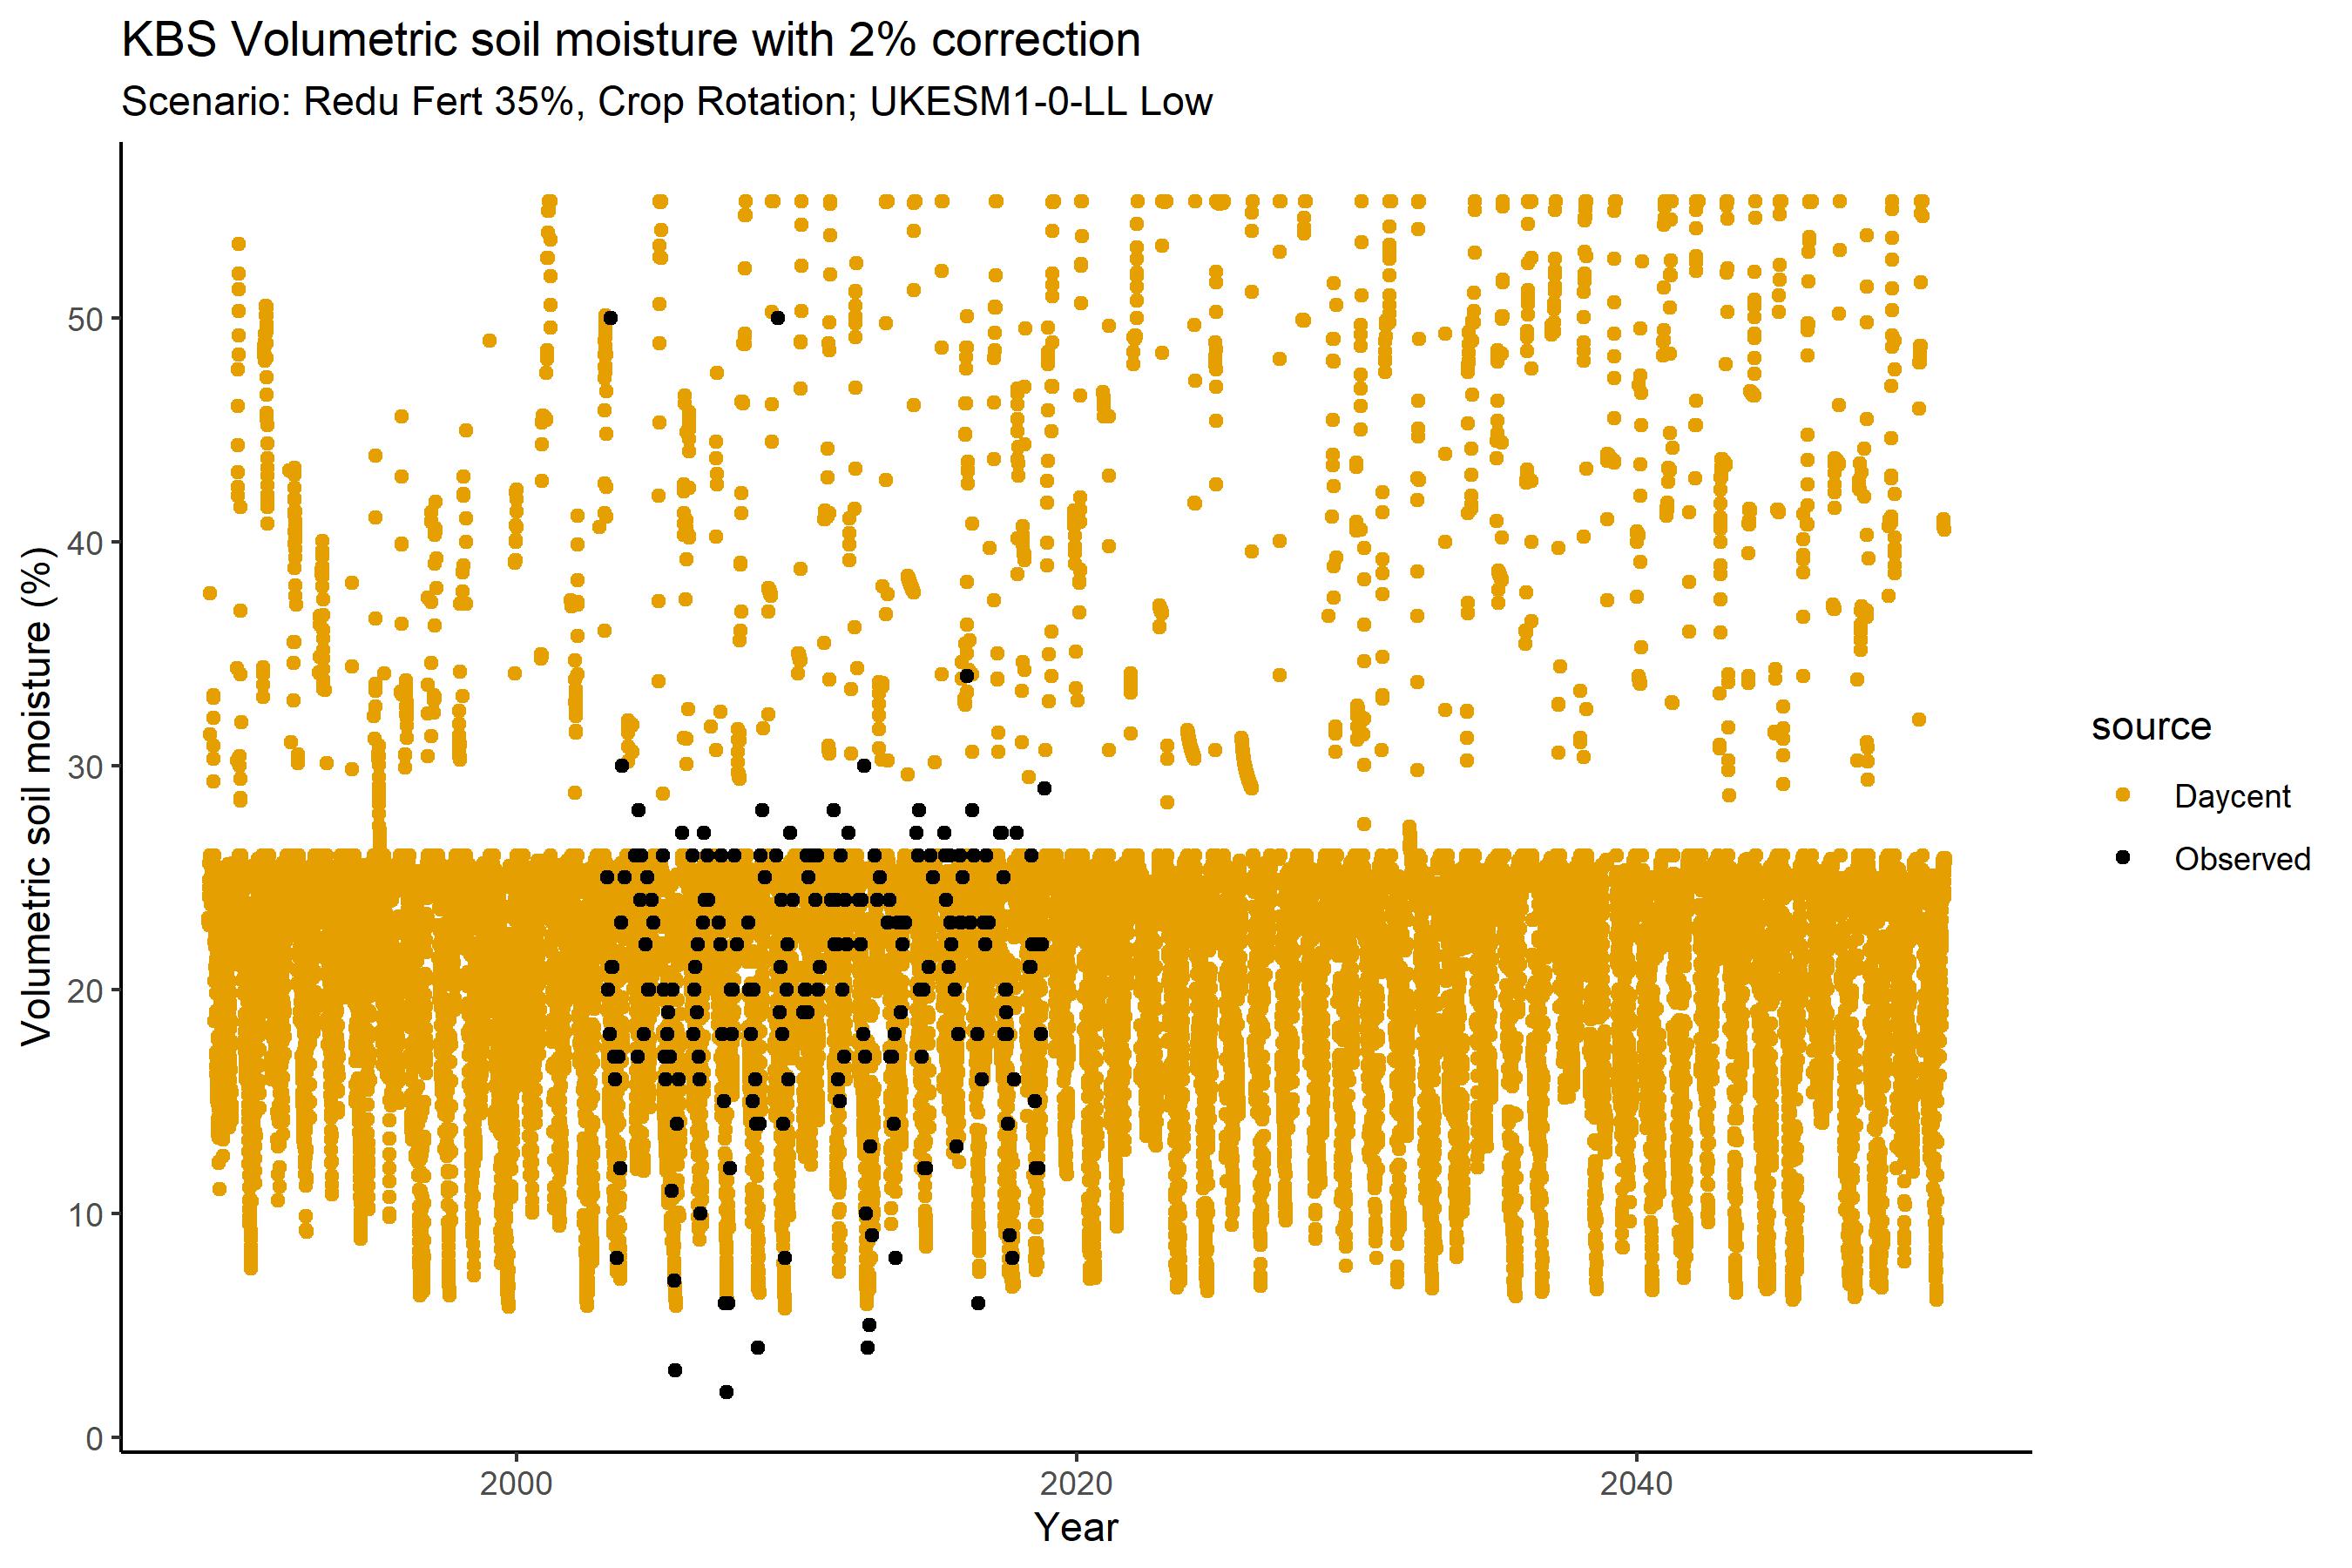 KBS Volumetric soil moisture with 2% correction
Scenario: Redu Fert 35%, Crop Rotation; UKESM1-0-LL Low
Volumetric soil moisture (%)
50
40
30
20
10
0
2000
2020
2040
Year
source
Daycent
Observed